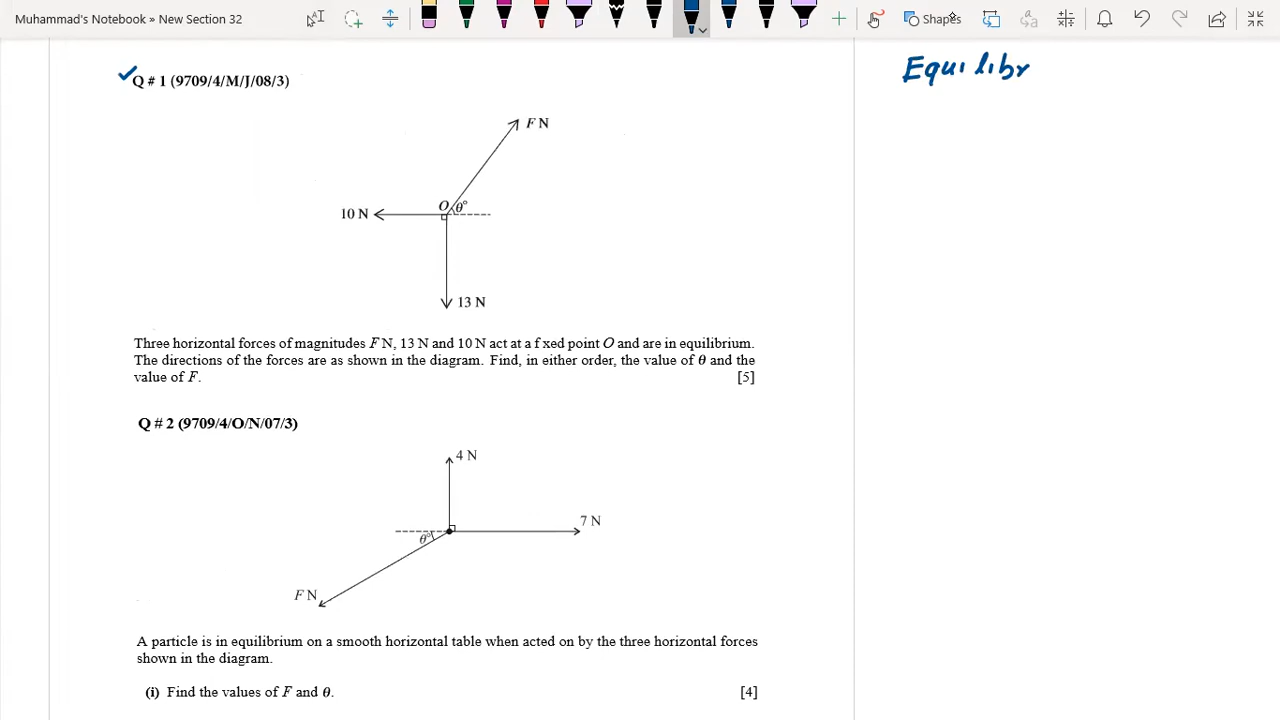 Muhammad's Notebook » New Section 32
Shapes
Q # 1 (9709/4/M/J/08/3)
Equilibr
F N
10 N
O
θ°
13 N
Three horizontal forces of magnitudes F N, 13 N and 10 N act at a f xed point O and are in equilibrium.
The directions of the forces are as shown in the diagram. Find, in either order, the value of θ and the
value of F. [5]
Q # 2 (9709/4/O/N/07/3)
4 N
7 N
θ°
F N
A particle is in equilibrium on a smooth horizontal table when acted on by the three horizontal forces
shown in the diagram.
(i) Find the values of F and θ. [4]